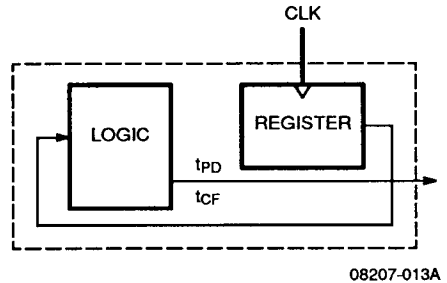 CLK
LOGIC
REGISTER
tPD
tCF
08207-013A